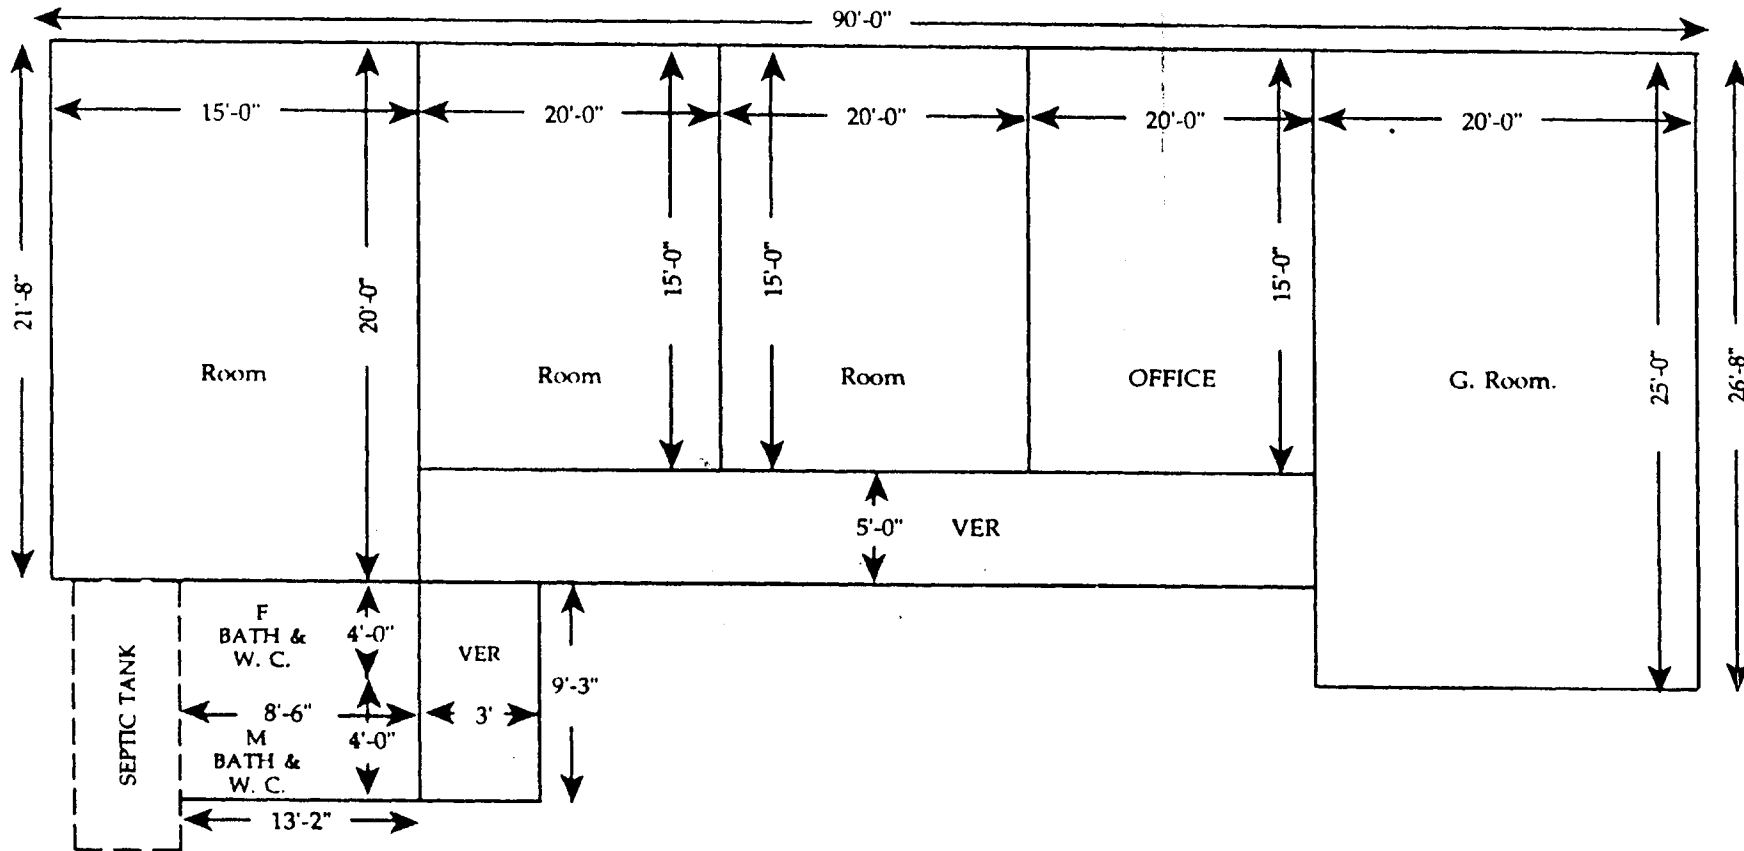 90'-0"
15'-0"
20'-0"
20'-0"
20'-0"
20'-0"
21'-8"
20'-0"
15'-0"
15'-0"
15'-0"
25'-0"
26'-8"
Room
Room
Room
OFFICE
G. Room.
5'-0" VER
F
BATH &
W. C.
4'-0"
VER
9'-3"
SEPTIC TANK
8'-6"
3'
M
BATH &
W. C.
4'-0"
13'-2"